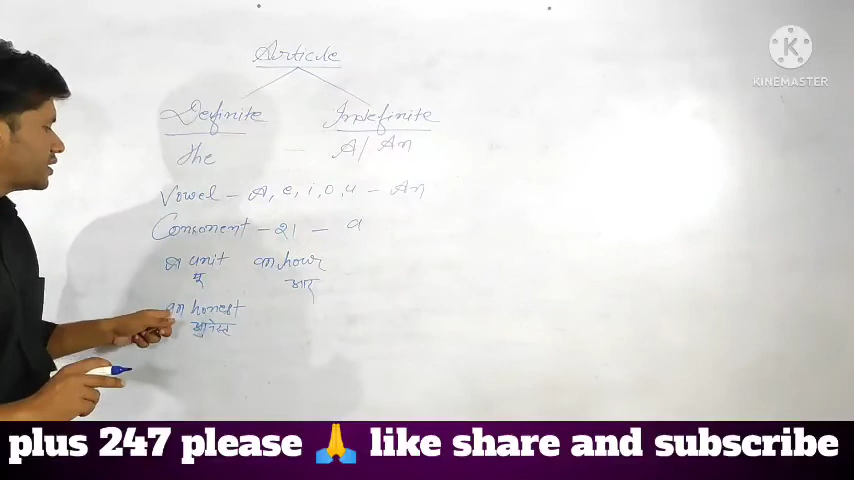 Article
Definite Indefinite
The A/ An
Vowel - A, e, i, o, u - An
Consonent - 21 - a
a unit an hour
यू आर
an honest
ऑनेस्ट
K
KINEMASTER
plus 247 please 🙏 like share and subscribe